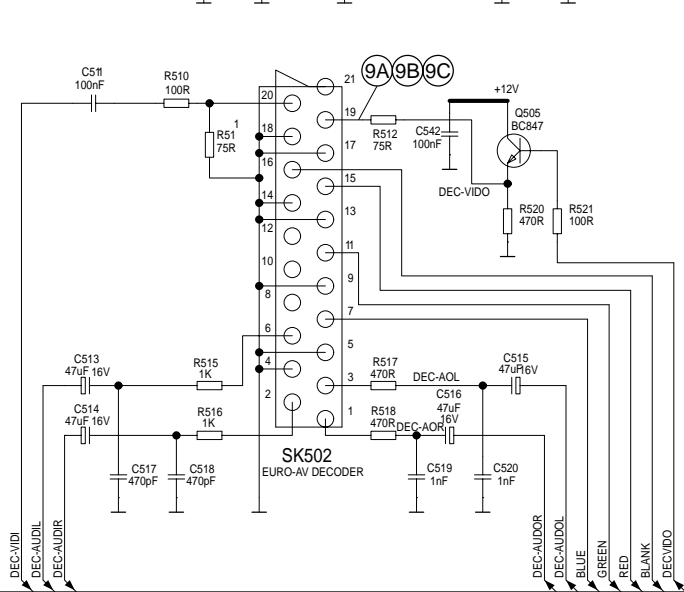 9A 9B 9C
C511
100nF
R510
100R
1
R51
75R
20
18
16
14
12
10
8
6
4
2
21
19
17
15
13
11
9
7
5
3
1
R512
75R
C542
100nF
+12V
Q505
BC847
DEC-VIDO
R520
470R
R521
100R
C513
47uF 16V
R515
1K
C514
47uF 16V
R516
1K
C517
470pF
C518
470pF
R517
470R
DEC-AOL
C515
47uF 16V
C516
47uF
16V
R518
470R
DEC-AOR
C519
1nF
C520
1nF
SK502
EURO-AV DECODER
DEC-VIDI
DEC-AUDIL
DEC-AUDIR
DEC-AUDOR
DEC-AUDOL
BLUE
GREEN
RED
BLANK
DECVIDO